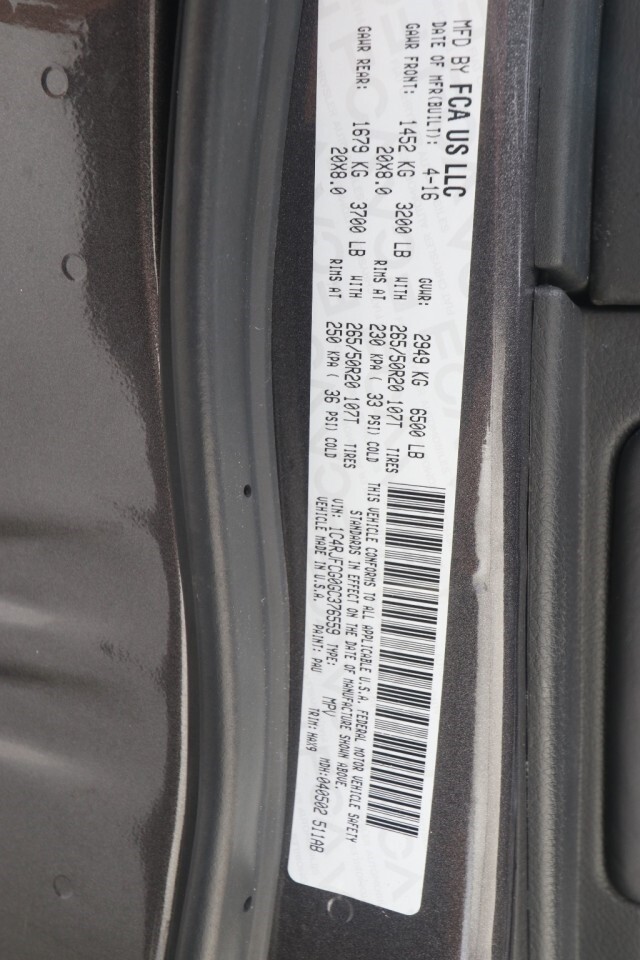 MFD BY FCA US LLC
DATE OF MFR(BUILT): 4-16 GVWR: 2949 KG 6500 LB
GAWR FRONT: 1452 KG 3200 LB WITH 265/50R20 107T TIRES
20X8.0 RIMS AT 230 KPA ( 33 PSI) COLD
GAWR REAR: 1679 KG 3700 LB WITH 265/50R20 107T TIRES
20X8.0 RIMS AT 250 KPA ( 36 PSI) COLD
THIS VEHICLE CONFORMS TO ALL APPLICABLE U.S.A. FEDERAL MOTOR VEHICLE SAFETY
STANDARDS IN EFFECT ON THE DATE OF MANUFACTURE SHOWN ABOVE.
VIN: 1C4RJFCG0GC376559 TYPE: MPV MDH:040502 511AB
VEHICLE MADE IN U.S.A. PAINT: PAU TRIM: HAX9